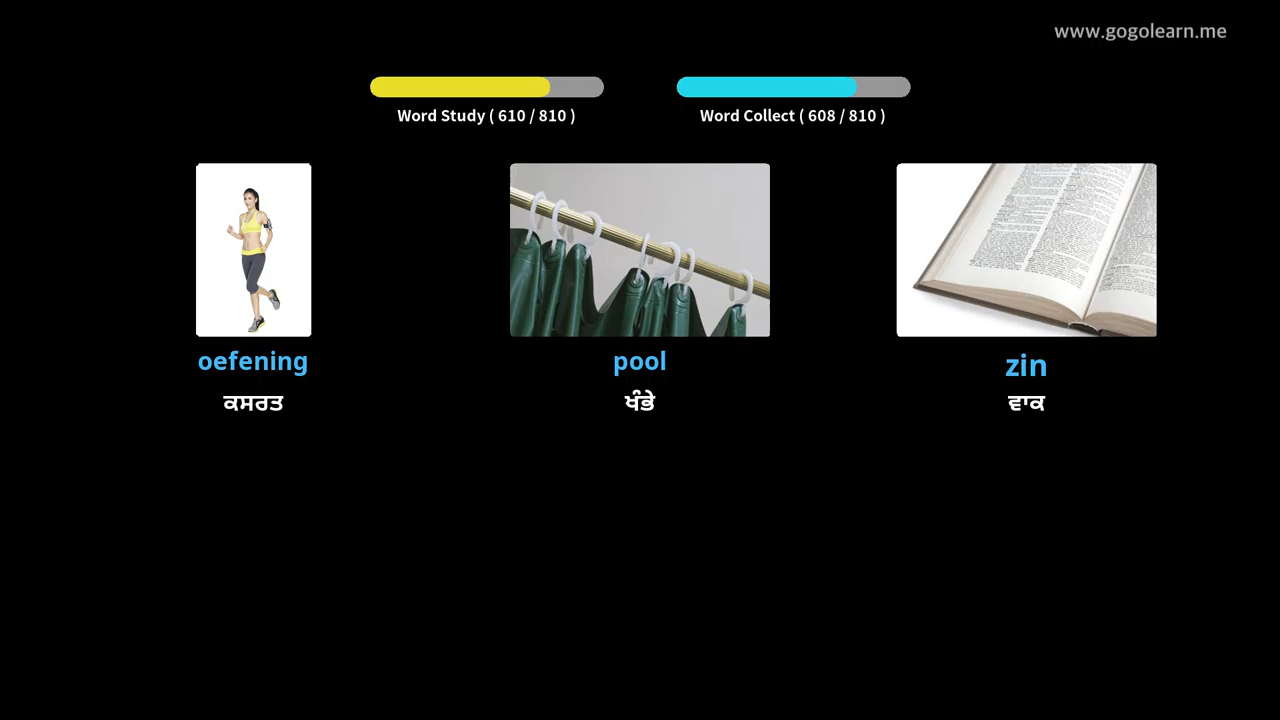 www.gogolearn.me
Word Study ( 610 / 810 )
Word Collect ( 608 / 810 )
oefening
pool
zin
ਕਸਰਤ
ਖੰਭੇ
ਵਾਕ